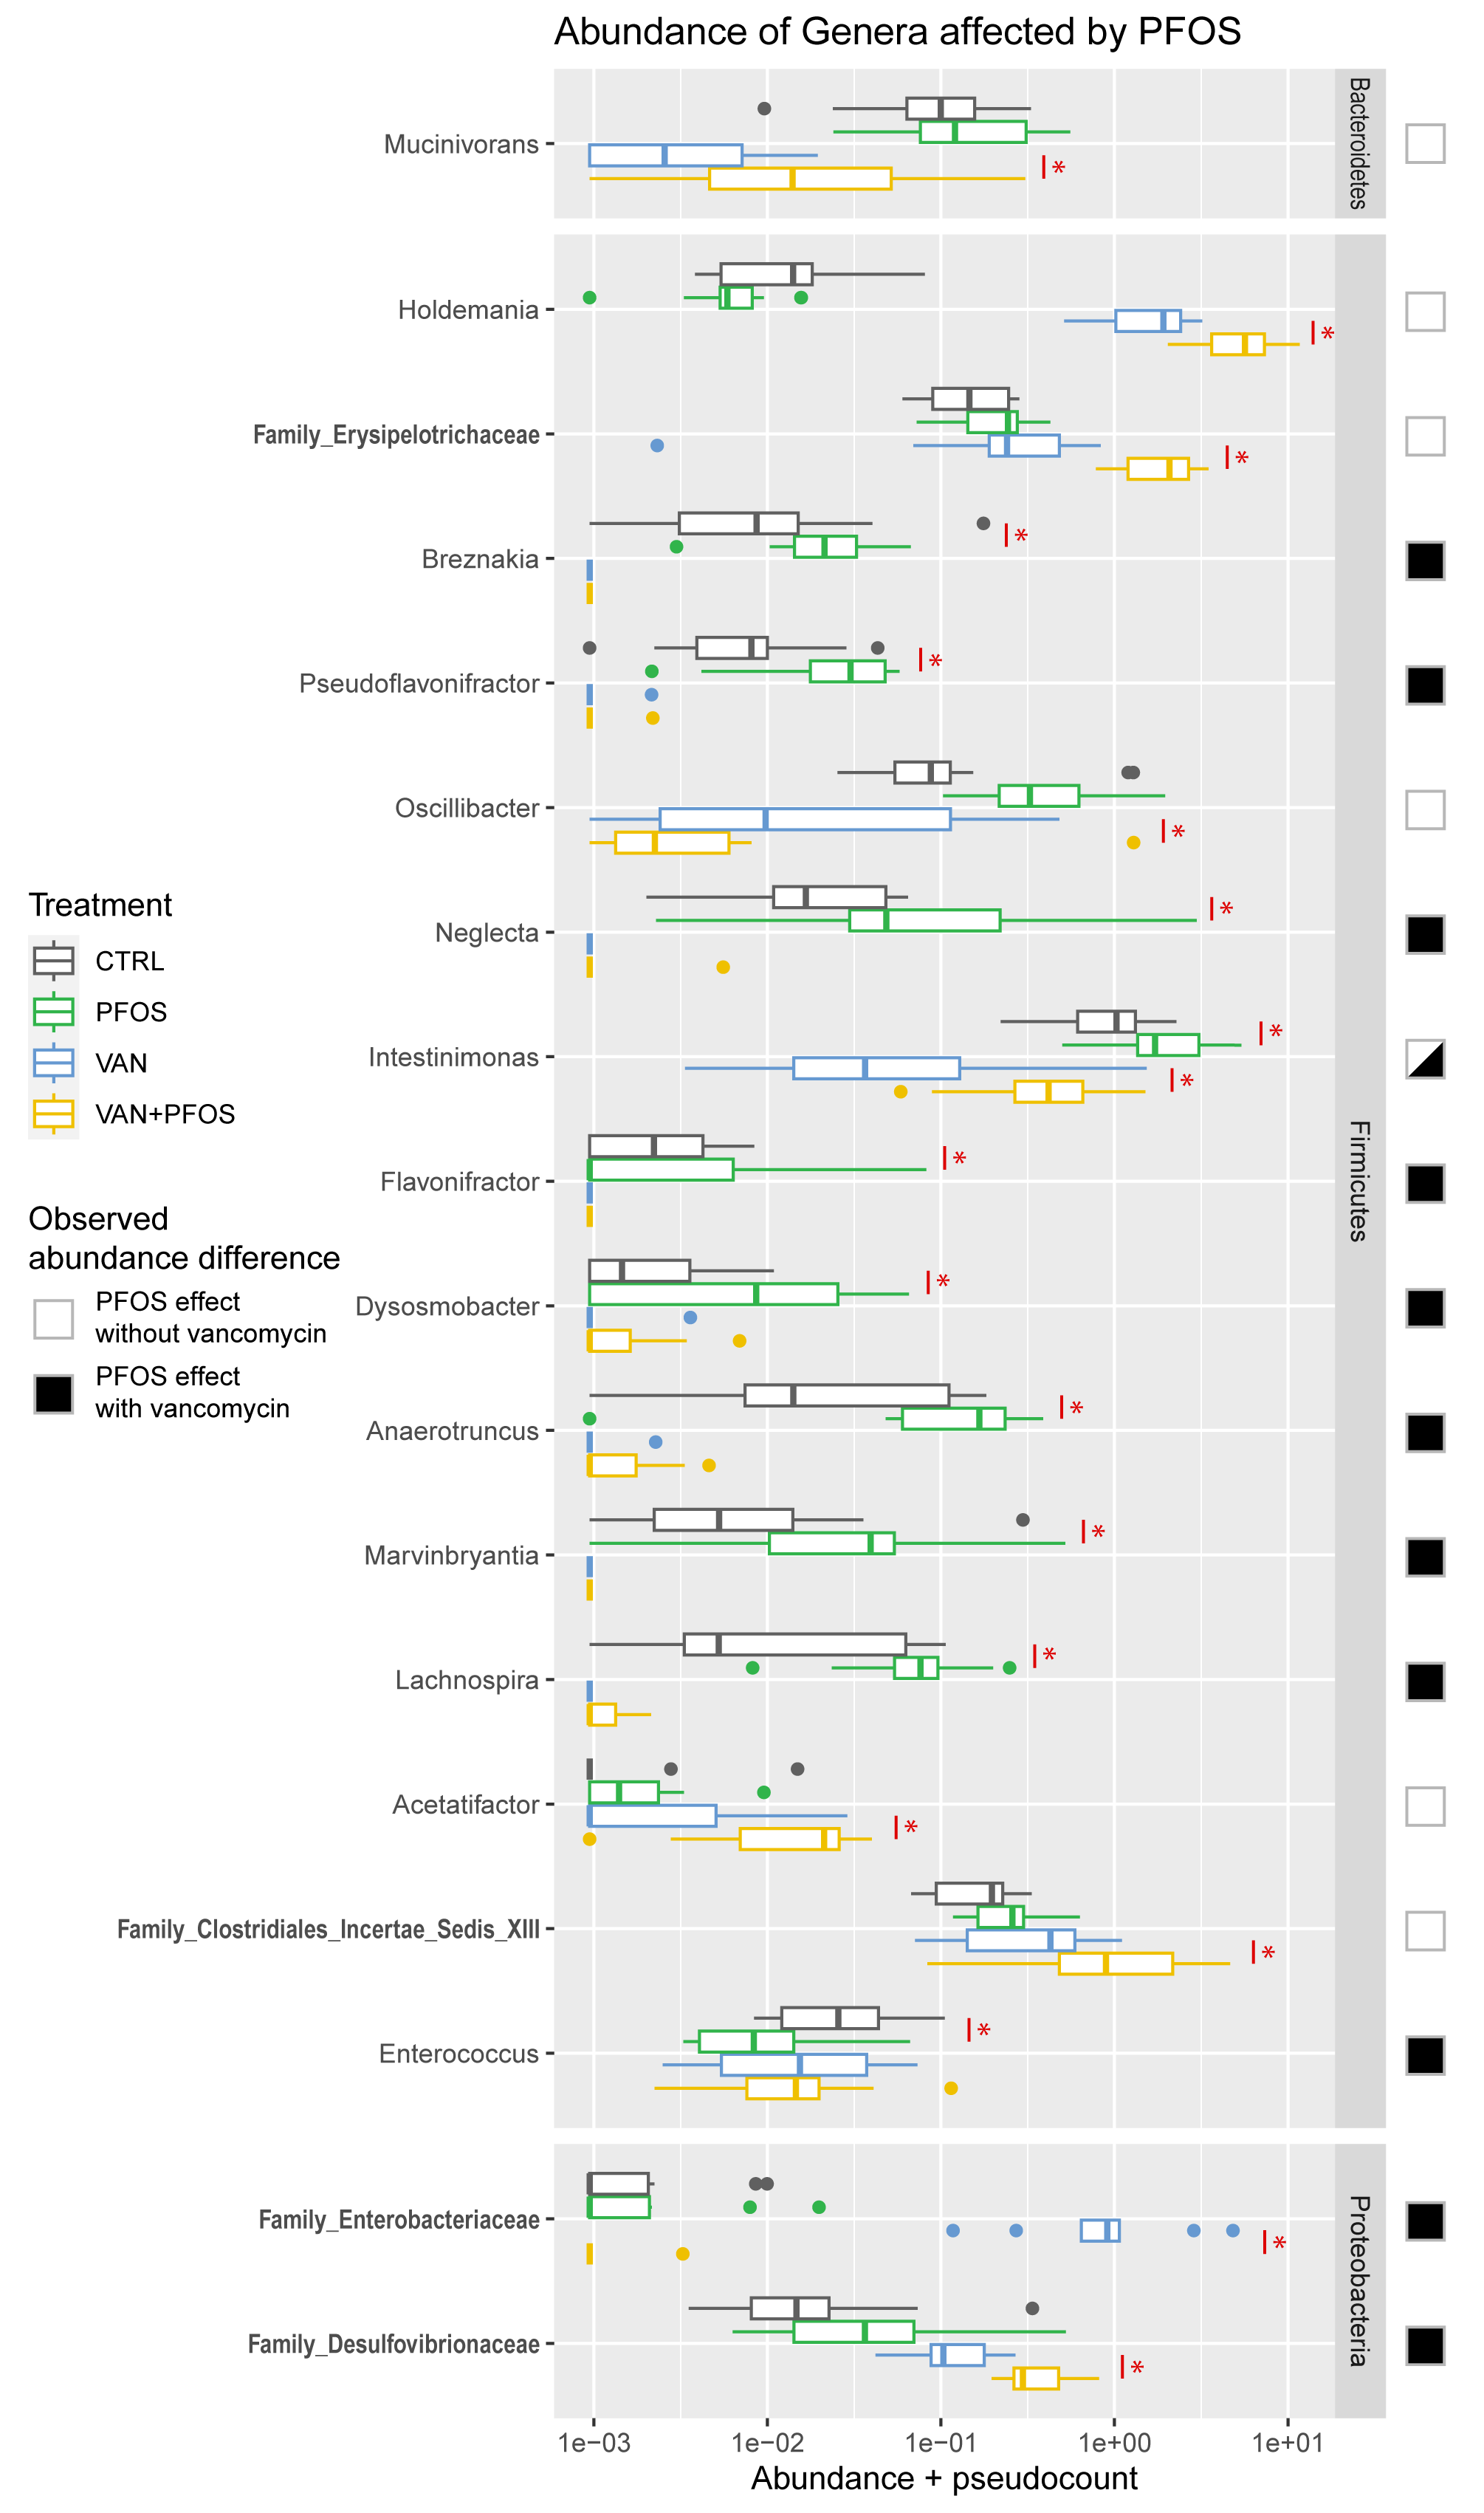 Abundance of Genera affected by PFOS
Bacteroidetes
Mucinivorans
*
Firmicutes
Holdemania
*
Family_Erysipelotrichaceae
*
Breznakia
*
Pseudoflavonifractor
*
Oscillibacter
*
Neglecta
*
Intestinimonas
*
*
Flavonifractor
*
Dysosmobacter
*
Anaerotruncus
*
Marvinbryantia
*
Lachnospira
*
Acetatifactor
*
Family_Clostridiales_Incertae_Sedis_XIII
*
Enterococcus
*
Proteobacteria
Family_Enterobacteriaceae
*
Family_Desulfovibrionaceae
*
1e−03 1e−02 1e−01 1e+00 1e+01
Abundance + pseudocount
Treatment
CTRL
PFOS
VAN
VAN+PFOS
Observed
abundance difference
PFOS effect
without vancomycin
PFOS effect
with vancomycin